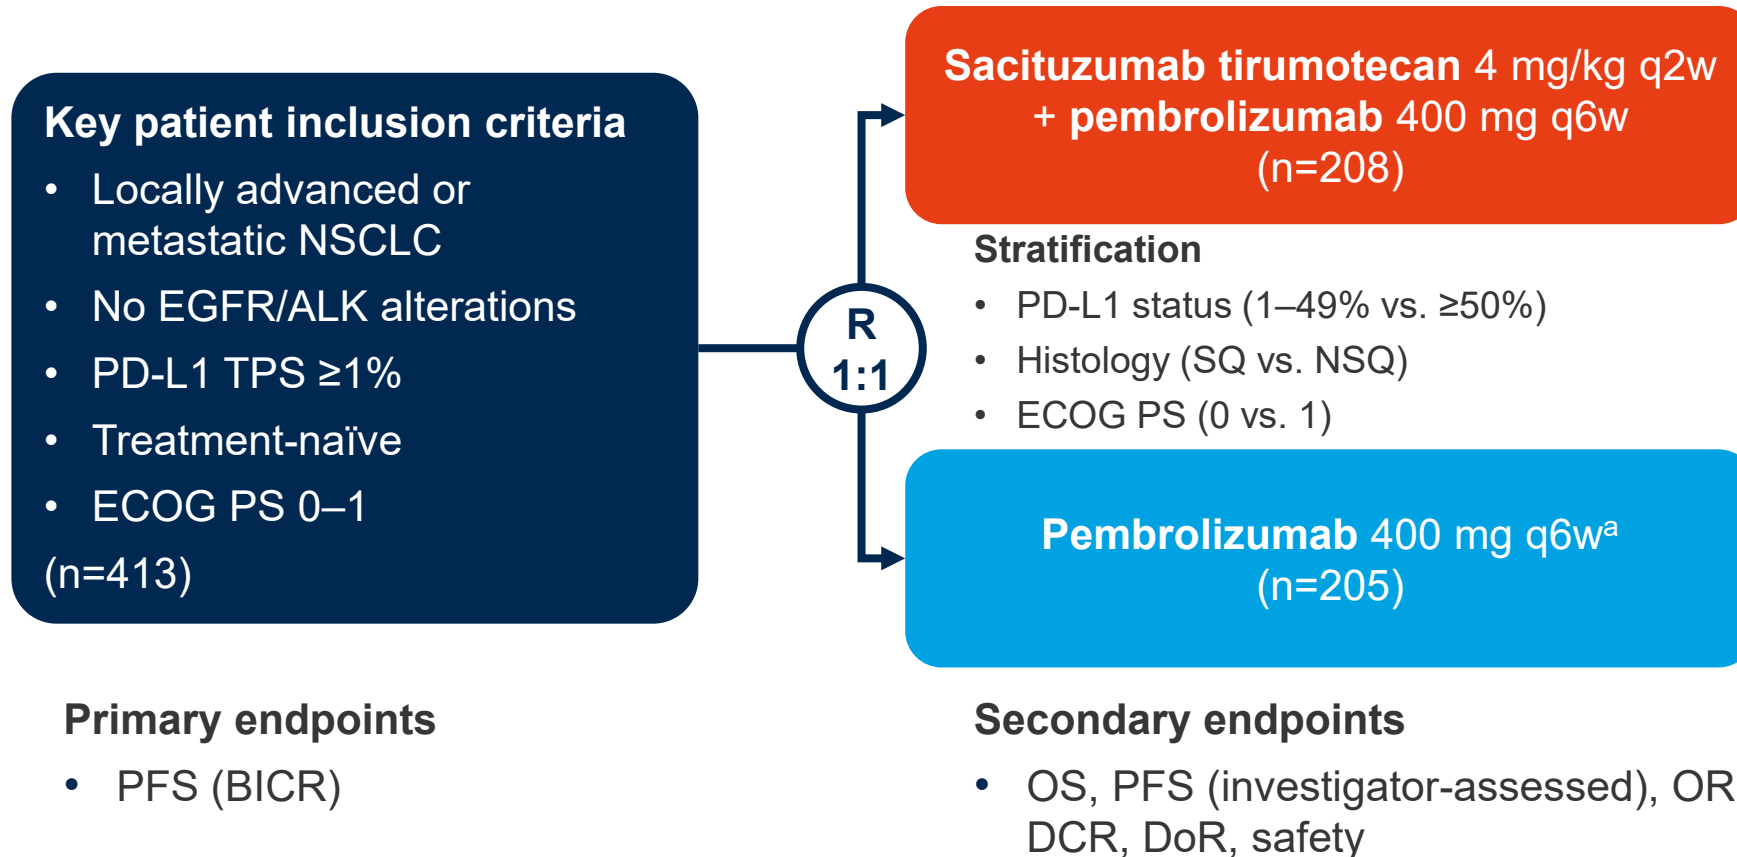 Key patient inclusion criteria
• Locally advanced or
metastatic NSCLC
• No EGFR/ALK alterations
• PD-L1 TPS ≥1%
• Treatment-naïve
• ECOG PS 0–1
(n=413)
R
1:1
Sacituzumab tirumotecan 4 mg/kg q2w
+ pembrolizumab 400 mg q6w
(n=208)
Stratification
• PD-L1 status (1–49% vs. ≥50%)
• Histology (SQ vs. NSQ)
• ECOG PS (0 vs. 1)
Pembrolizumab 400 mg q6wᵃ
(n=205)
Primary endpoints
• PFS (BICR)
Secondary endpoints
• OS, PFS (investigator-assessed), OR
DCR, DoR, safety